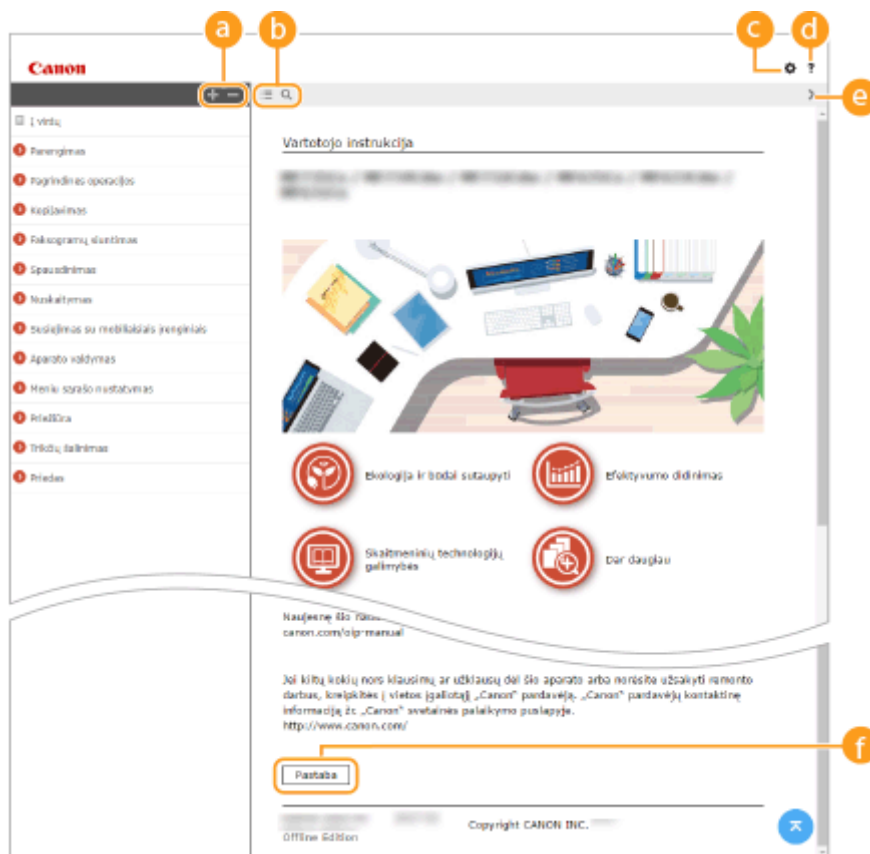 a b c d
Canon
?
+ −
e
Į viršų
Parengimas
Pagrindinės operacijos
Kopijavimas
Faksogramų siuntimas
Spausdinimas
Nuskaitymas
Susiejimas su mobiliaisiais įrenginiais
Aparato valdymas
Meniu sąrašo nustatymas
Priežiūra
Trikčių šalinimas
Priedas
Vartotojo instrukcija
Ekologija ir būdai sutaupyti
Efektyvumo didinimas
Skaitmeninių technologijų
galimybės
Dar daugiau
Naujesnę šio
canon.com/oip-manual
Jei kiltų kokių nors klausimų ar užklausų dėl šio aparato arba norėsite užsakyti remonto
darbus, kreipkitės į vietos įgaliotąjį „Canon“ pardavėją. „Canon“ pardavėjų kontaktinę
informaciją žr. „Canon“ svetainės palaikymo puslapyje.
http://www.canon.com/
f
Pastaba
Copyright CANON INC.
Offline Edition